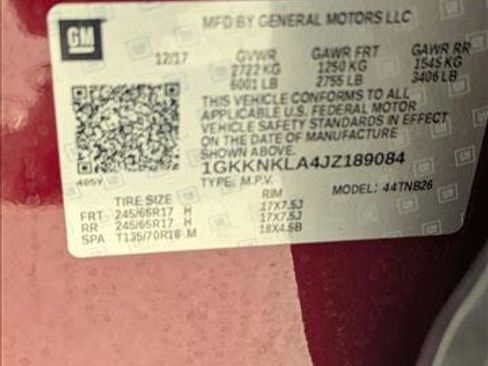 GM
MFD BY GENERAL MOTORS LLC
12/17 GVWR GAWR FRT GAWR RR
2722 KG 1250 KG 1545 KG
6001 LB 2755 LB 3406 LB
THIS VEHICLE CONFORMS TO ALL
APPLICABLE U.S. FEDERAL MOTOR
VEHICLE SAFETY STANDARDS IN EFFECT
ON THE DATE OF MANUFACTURE
SHOWN ABOVE.
1GKKNKLA4JZ189084
TYPE: M.P.V. MODEL: 44TNB26
TIRE SIZE RIM
FRT 245/65R17 H 17X7.5J
RR 245/65R17 H 17X7.5J
SPA T135/70R18 M 18X4.5B